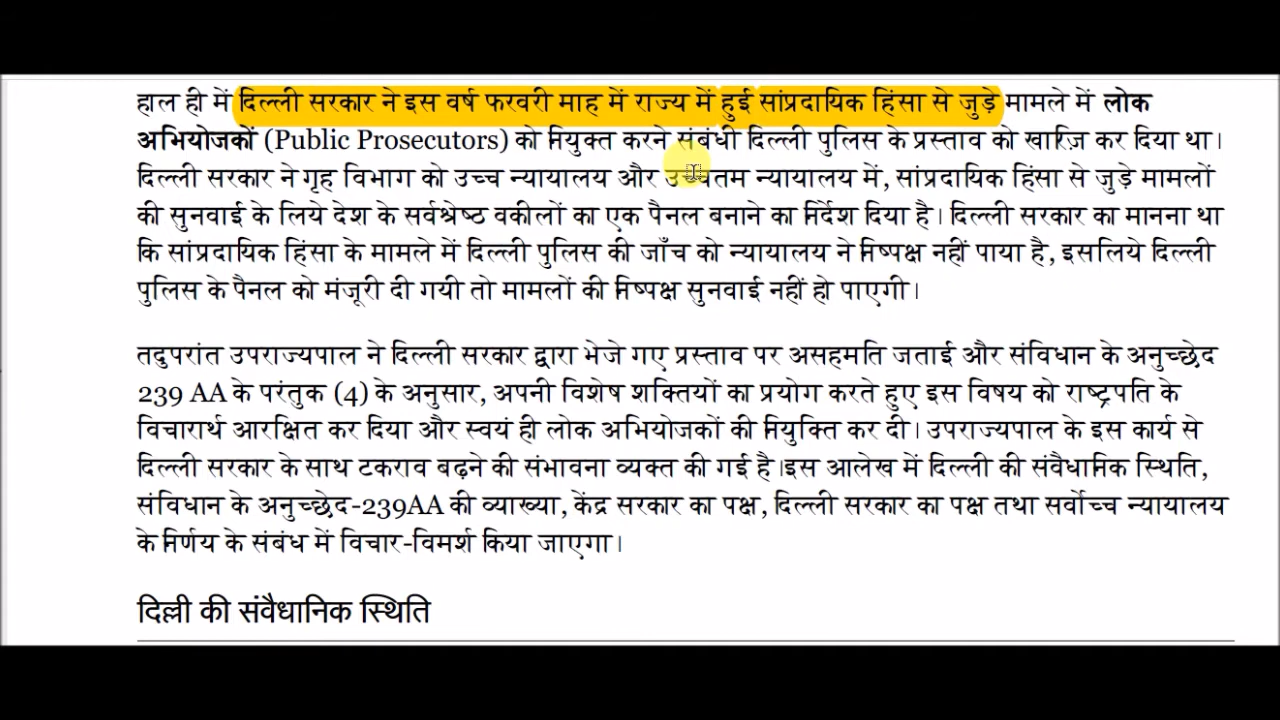 हाल ही में दिल्ली सरकार ने इस वर्ष फरवरी माह में राज्य में हुई सांप्रदायिक हिंसा से जुड़े मामले में लोक
अभियोजकों (Public Prosecutors) को नियुक्त करने संबंधी दिल्ली पुलिस के प्रस्ताव को खारिज़ कर दिया था।
दिल्ली सरकार ने गृह विभाग को उच्च न्यायालय और उच्चतम न्यायालय में, सांप्रदायिक हिंसा से जुड़े मामलों
की सुनवाई के लिये देश के सर्वश्रेष्ठ वकीलों का एक पैनल बनाने का निर्देश दिया है। दिल्ली सरकार का मानना था
कि सांप्रदायिक हिंसा के मामले में दिल्ली पुलिस की जाँच को न्यायालय ने निष्पक्ष नहीं पाया है, इसलिये दिल्ली
पुलिस के पैनल को मंजूरी दी गयी तो मामलों की निष्पक्ष सुनवाई नहीं हो पाएगी।
तदुपरांत उपराज्यपाल ने दिल्ली सरकार द्वारा भेजे गए प्रस्ताव पर असहमति जताई और संविधान के अनुच्छेद
239 AA के परंतुक (4) के अनुसार, अपनी विशेष शक्तियों का प्रयोग करते हुए इस विषय को राष्ट्रपति के
विचारार्थ आरक्षित कर दिया और स्वयं ही लोक अभियोजकों की नियुक्ति कर दी। उपराज्यपाल के इस कार्य से
दिल्ली सरकार के साथ टकराव बढ़ने की संभावना व्यक्त की गई है।इस आलेख में दिल्ली की संवैधानिक स्थिति,
संविधान के अनुच्छेद-239AA की व्याख्या, केंद्र सरकार का पक्ष, दिल्ली सरकार का पक्ष तथा सर्वोच्च न्यायालय
के निर्णय के संबंध में विचार-विमर्श किया जाएगा।
दिल्ली की संवैधानिक स्थिति